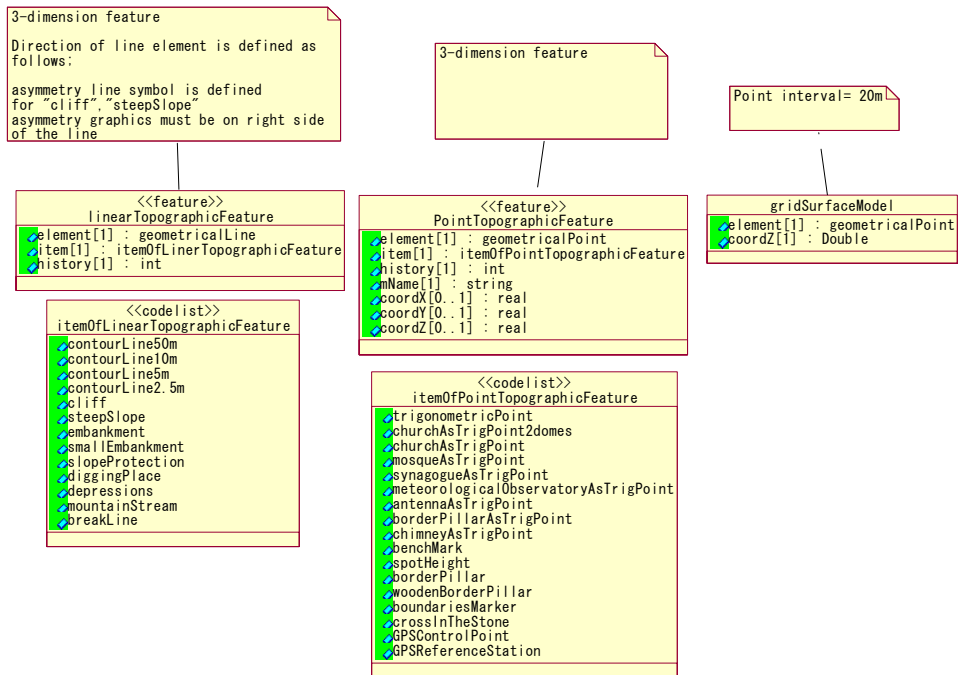 3-dimension feature
Direction of line element is defined as
follows;
asymmetry line symbol is defined
for "cliff","steepSlope"
asymmetry graphics must be on right side
of the line
<<feature>>
linearTopographicFeature
element[1] : geometricalLine
item[1] : itemOfLinerTopographicFeature
history[1] : int
<<codelist>>
itemOfLinearTopographicFeature
contourLine50m
contourLine10m
contourLine5m
contourLine2.5m
cliff
steepSlope
embankment
smallEmbankment
slopeProtection
diggingPlace
depressions
mountainStream
breakLine
3-dimension feature
<<feature>>
PointTopographicFeature
element[1] : geometricalPoint
item[1] : itemOfPointTopographicFeature
history[1] : int
mName[1] : string
coordX[0..1] : real
coordY[0..1] : real
coordZ[0..1] : real
<<codelist>>
itemOfPointTopographicFeature
trigonometricPoint
churchAsTrigPoint2domes
churchAsTrigPoint
mosqueAsTrigPoint
synagogueAsTrigPoint
meteorologicalObservatoryAsTrigPoint
antennaAsTrigPoint
borderPillarAsTrigPoint
chimneyAsTrigPoint
benchMark
spotHeight
borderPillar
woodenBorderPillar
boundariesMarker
crossInTheStone
GPSControlPoint
GPSReferenceStation
Point interval= 20m
gridSurfaceModel
element[1] : geometricalPoint
coordZ[1] : Double